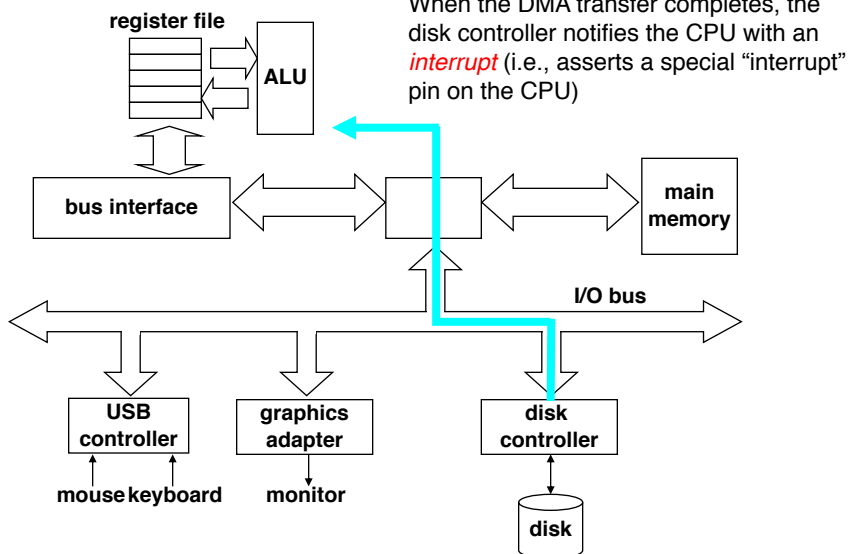 When the DMA transfer completes, the
disk controller notifies the CPU with an
interrupt (i.e., asserts a special “interrupt”
pin on the CPU)
register file
ALU
bus interface
main
memory
I/O bus
USB
controller
graphics
adapter
disk
controller
mouse keyboard
monitor
disk